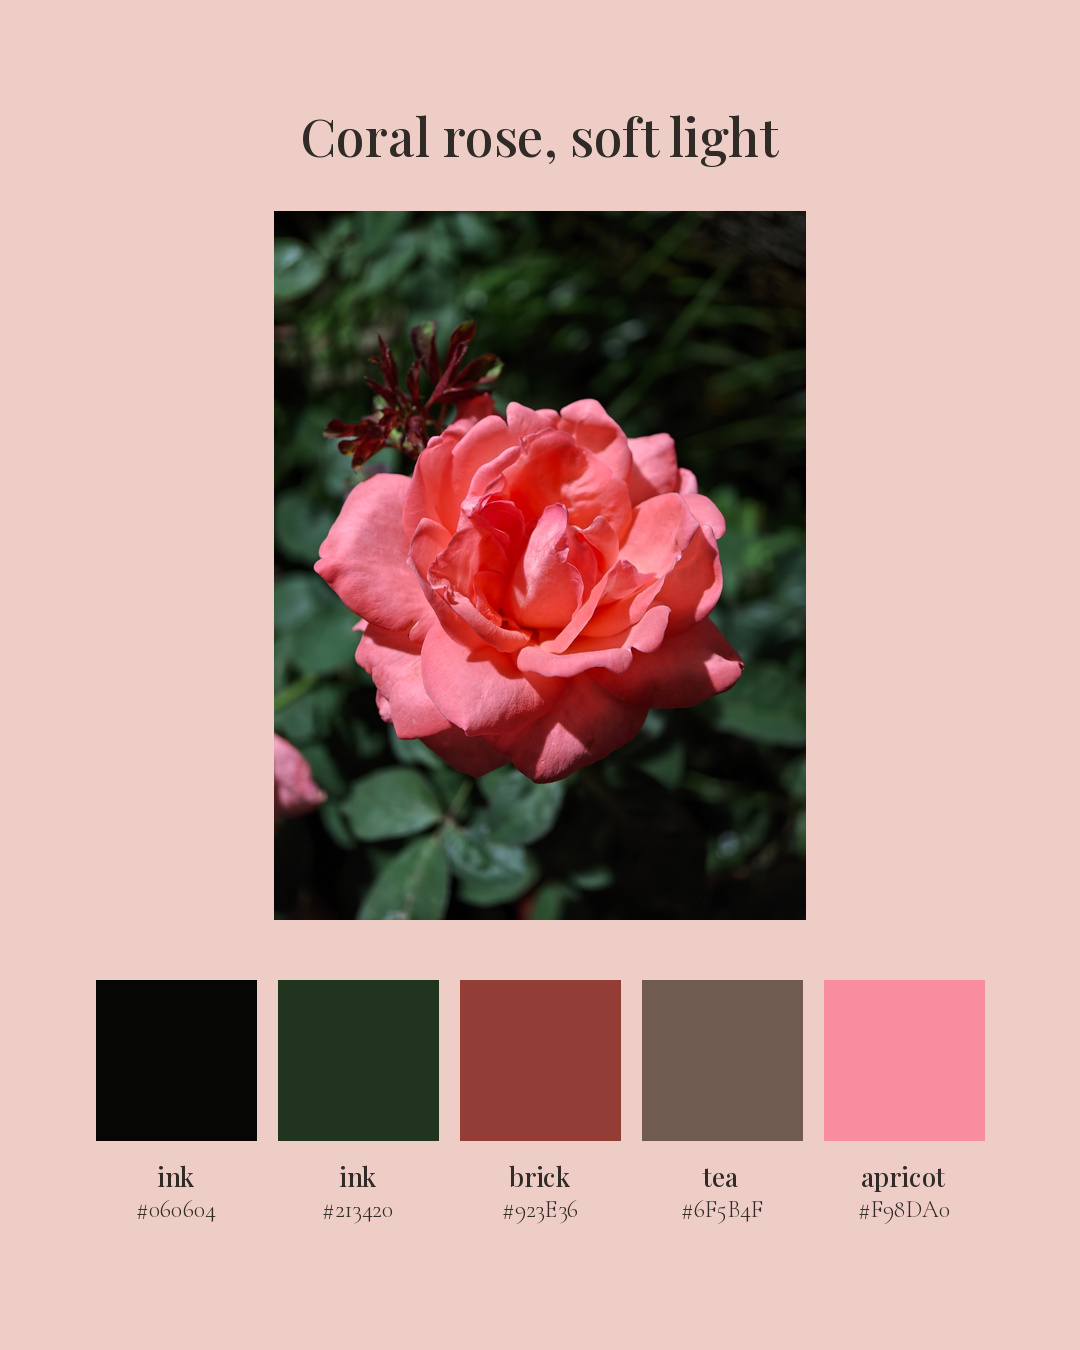 Coral rose, soft light
ink
#060604
ink
#213420
brick
#923E36
tea
#6F5B4F
apricot
#F98DA0